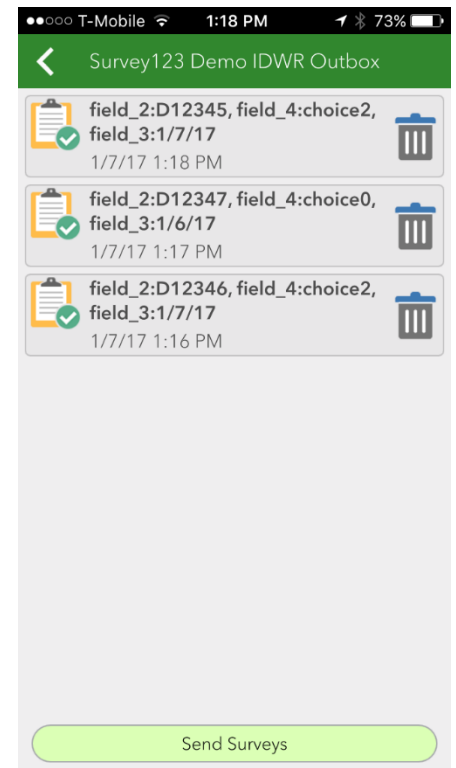 ●●○○○ T-Mobile 1:18 PM 73%
Survey123 Demo IDWR Outbox
field_2:D12345, field_4:choice2,
field_3:1/7/17
1/7/17 1:18 PM
field_2:D12347, field_4:choice0,
field_3:1/6/17
1/7/17 1:17 PM
field_2:D12346, field_4:choice2,
field_3:1/7/17
1/7/17 1:16 PM
Send Surveys